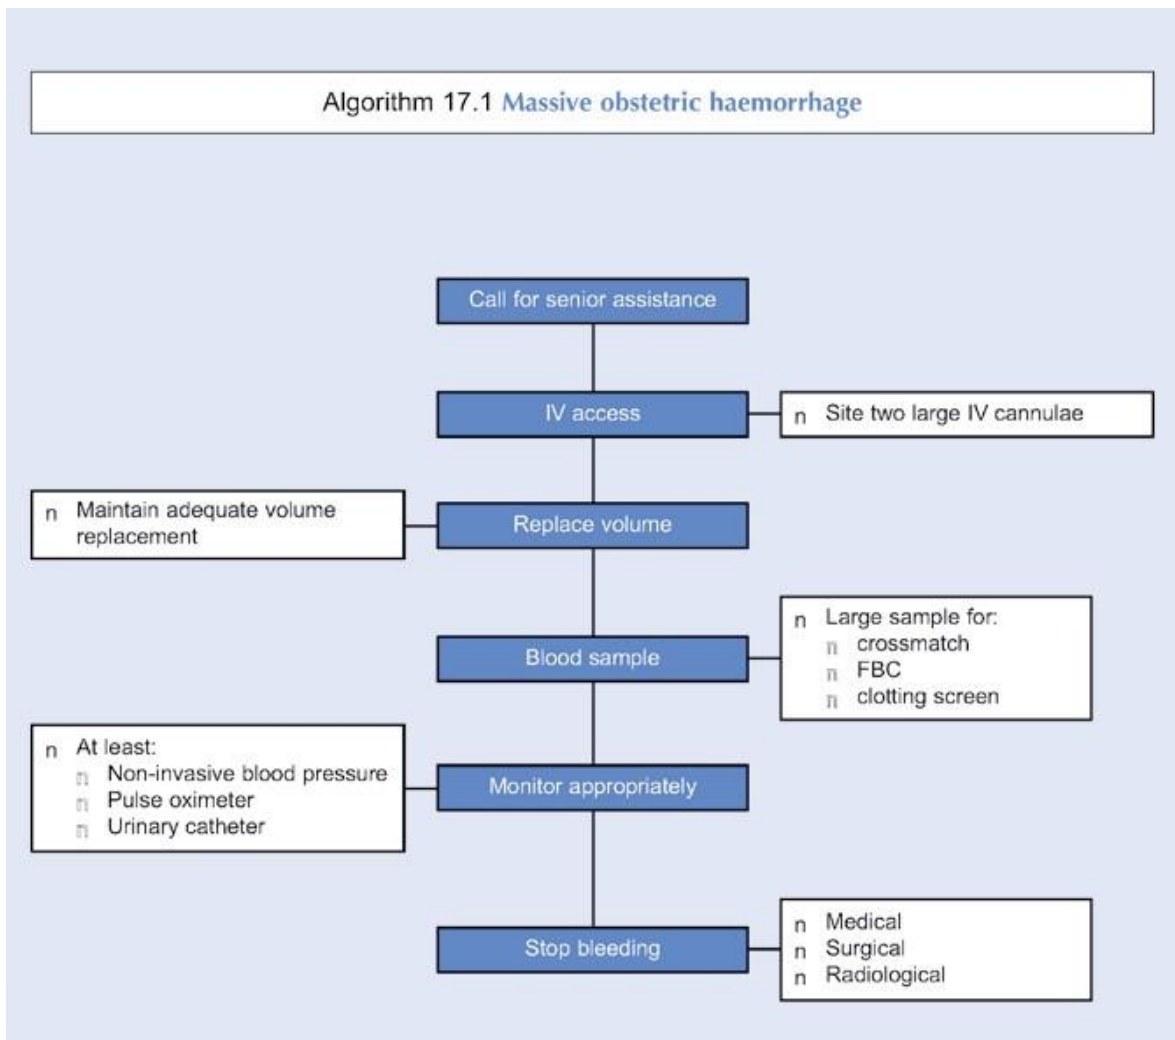 Algorithm 17.1 Massive obstetric haemorrhage
Call for senior assistance
IV access
n Site two large IV cannulae
n Maintain adequate volume
replacement
Replace volume
Blood sample
n Large sample for:
n crossmatch
n FBC
n clotting screen
n At least:
n Non-invasive blood pressure
n Pulse oximeter
n Urinary catheter
Monitor appropriately
Stop bleeding
n Medical
n Surgical
n Radiological